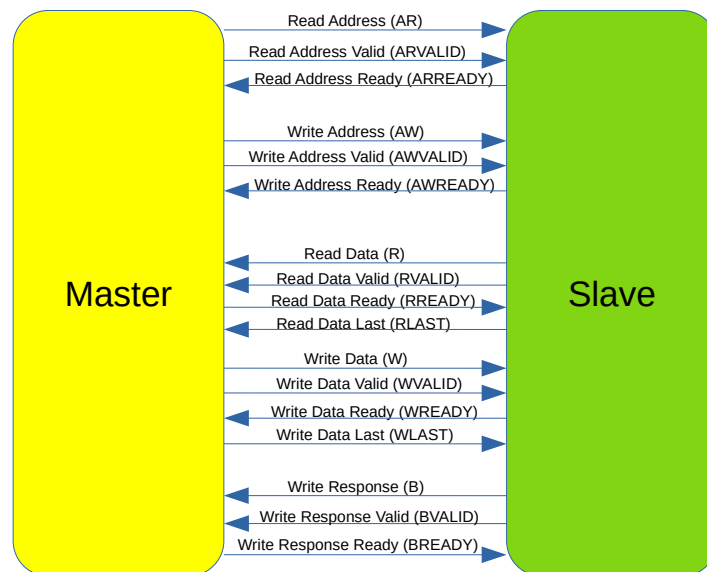 Read Address (AR)
Read Address Valid (ARVALID)
Read Address Ready (ARREADY)
Write Address (AW)
Write Address Valid (AWVALID)
Write Address Ready (AWREADY)
Read Data (R)
Read Data Valid (RVALID)
Master
Slave
Read Data Ready (RREADY)
Read Data Last (RLAST)
Write Data (W)
Write Data Valid (WVALID)
Write Data Ready (WREADY)
Write Data Last (WLAST)
Write Response (B)
Write Response Valid (BVALID)
Write Response Ready (BREADY)